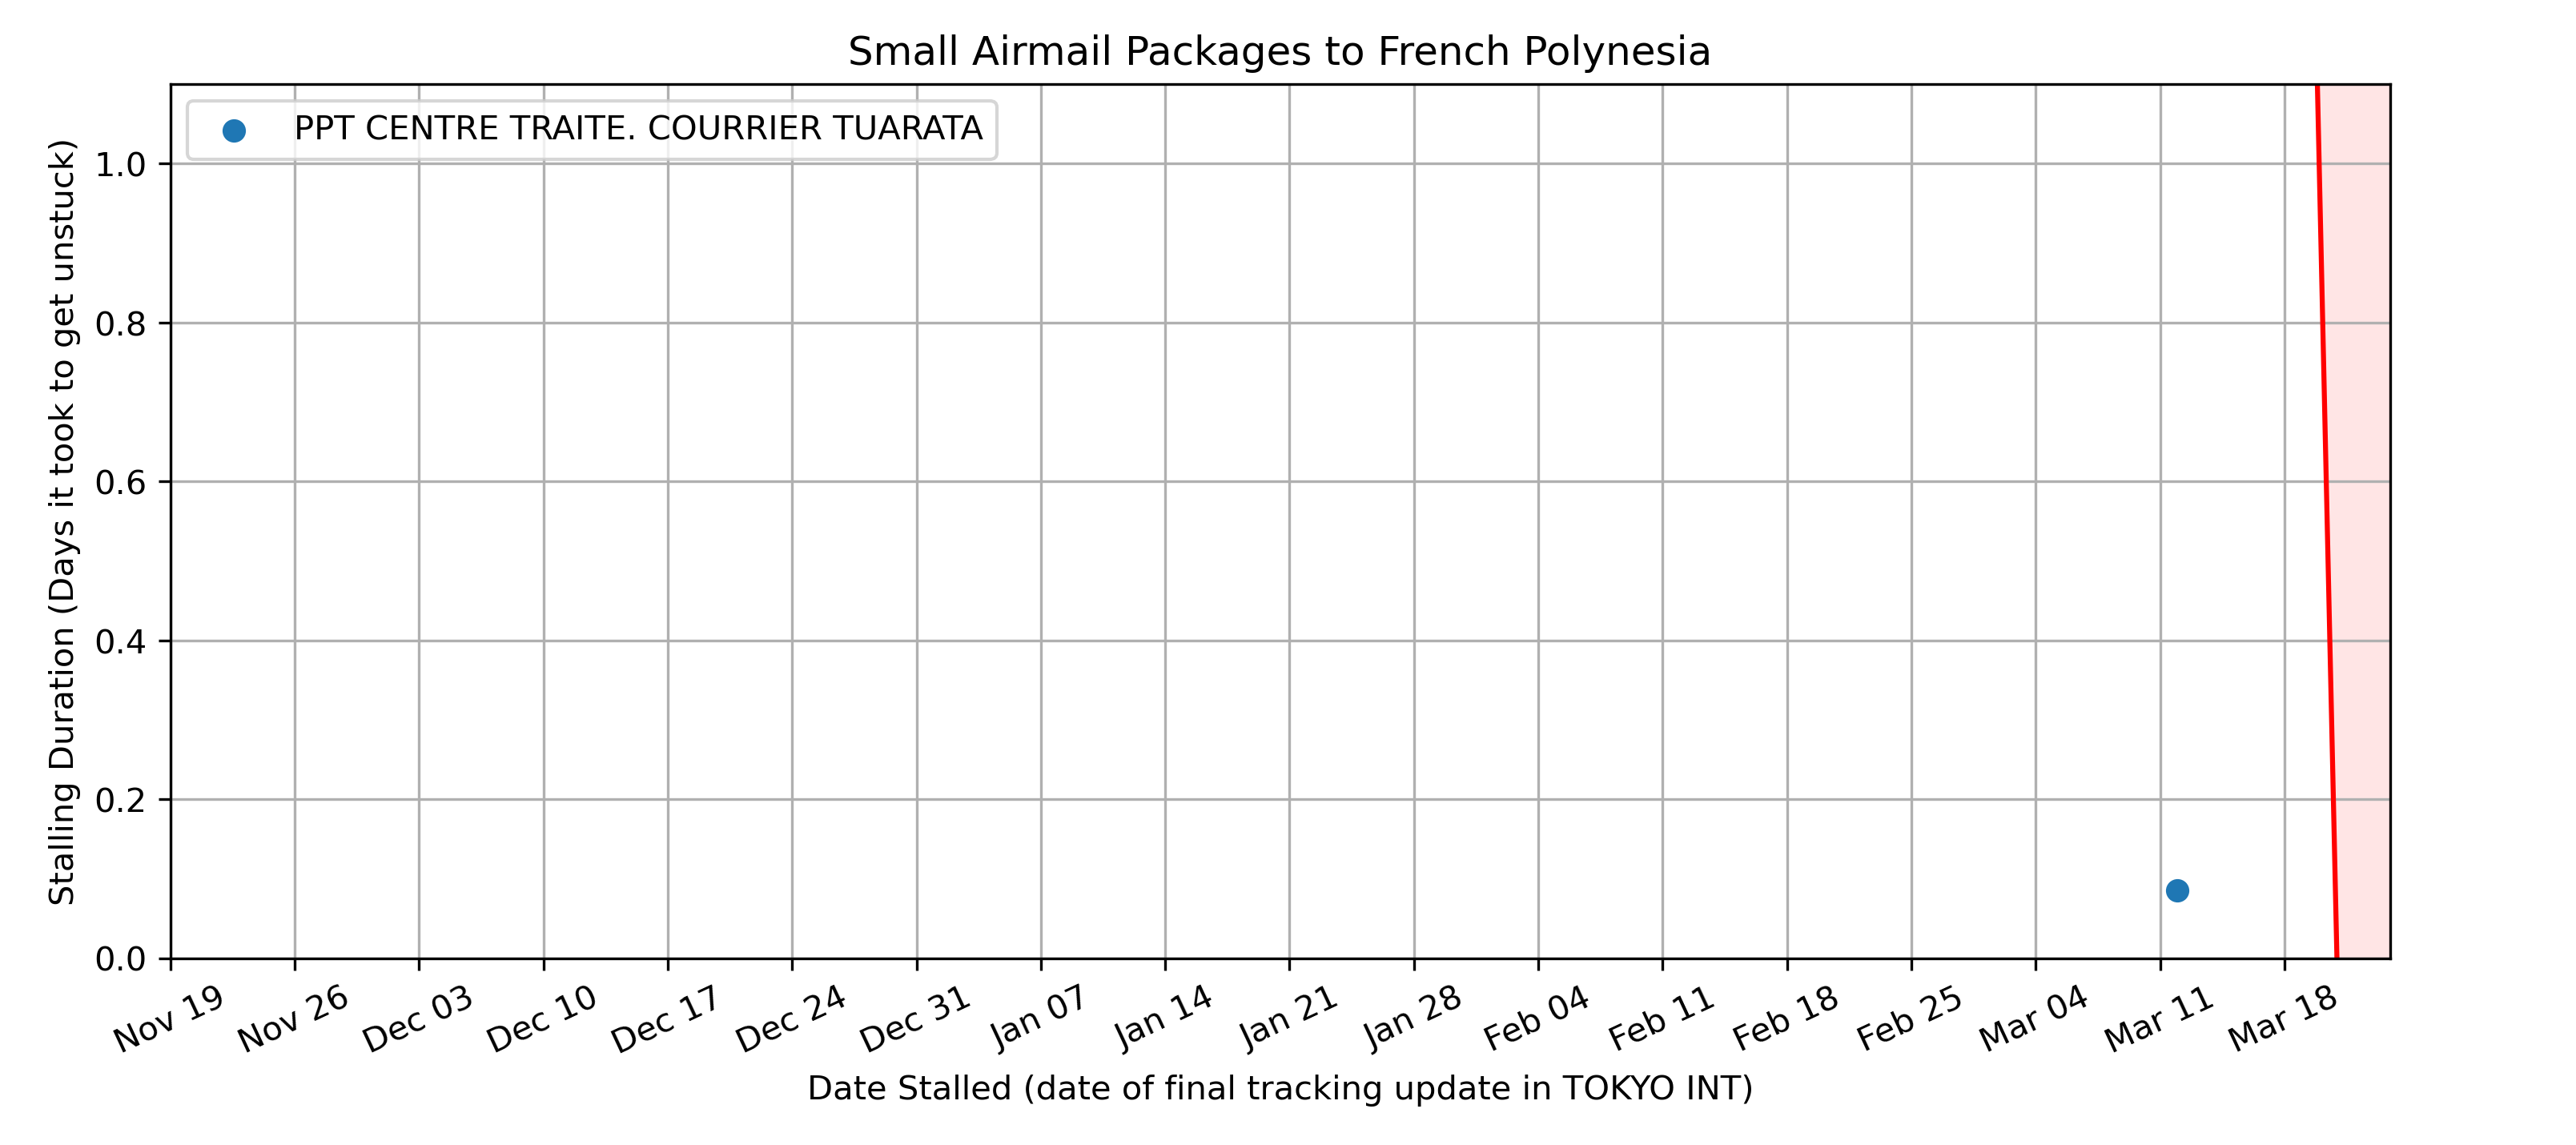 Small Airmail Packages to French Polynesia
PPT CENTRE TRAITE. COURRIER TUARATA
Stalling Duration (Days it took to get unstuck)
1.0
0.8
0.6
0.4
0.2
0.0
Nov 19 Nov 26 Dec 03 Dec 10 Dec 17 Dec 24 Dec 31 Jan 07 Jan 14 Jan 21 Jan 28 Feb 04 Feb 11 Feb 18 Feb 25 Mar 04 Mar 11 Mar 18
Date Stalled (date of final tracking update in TOKYO INT)